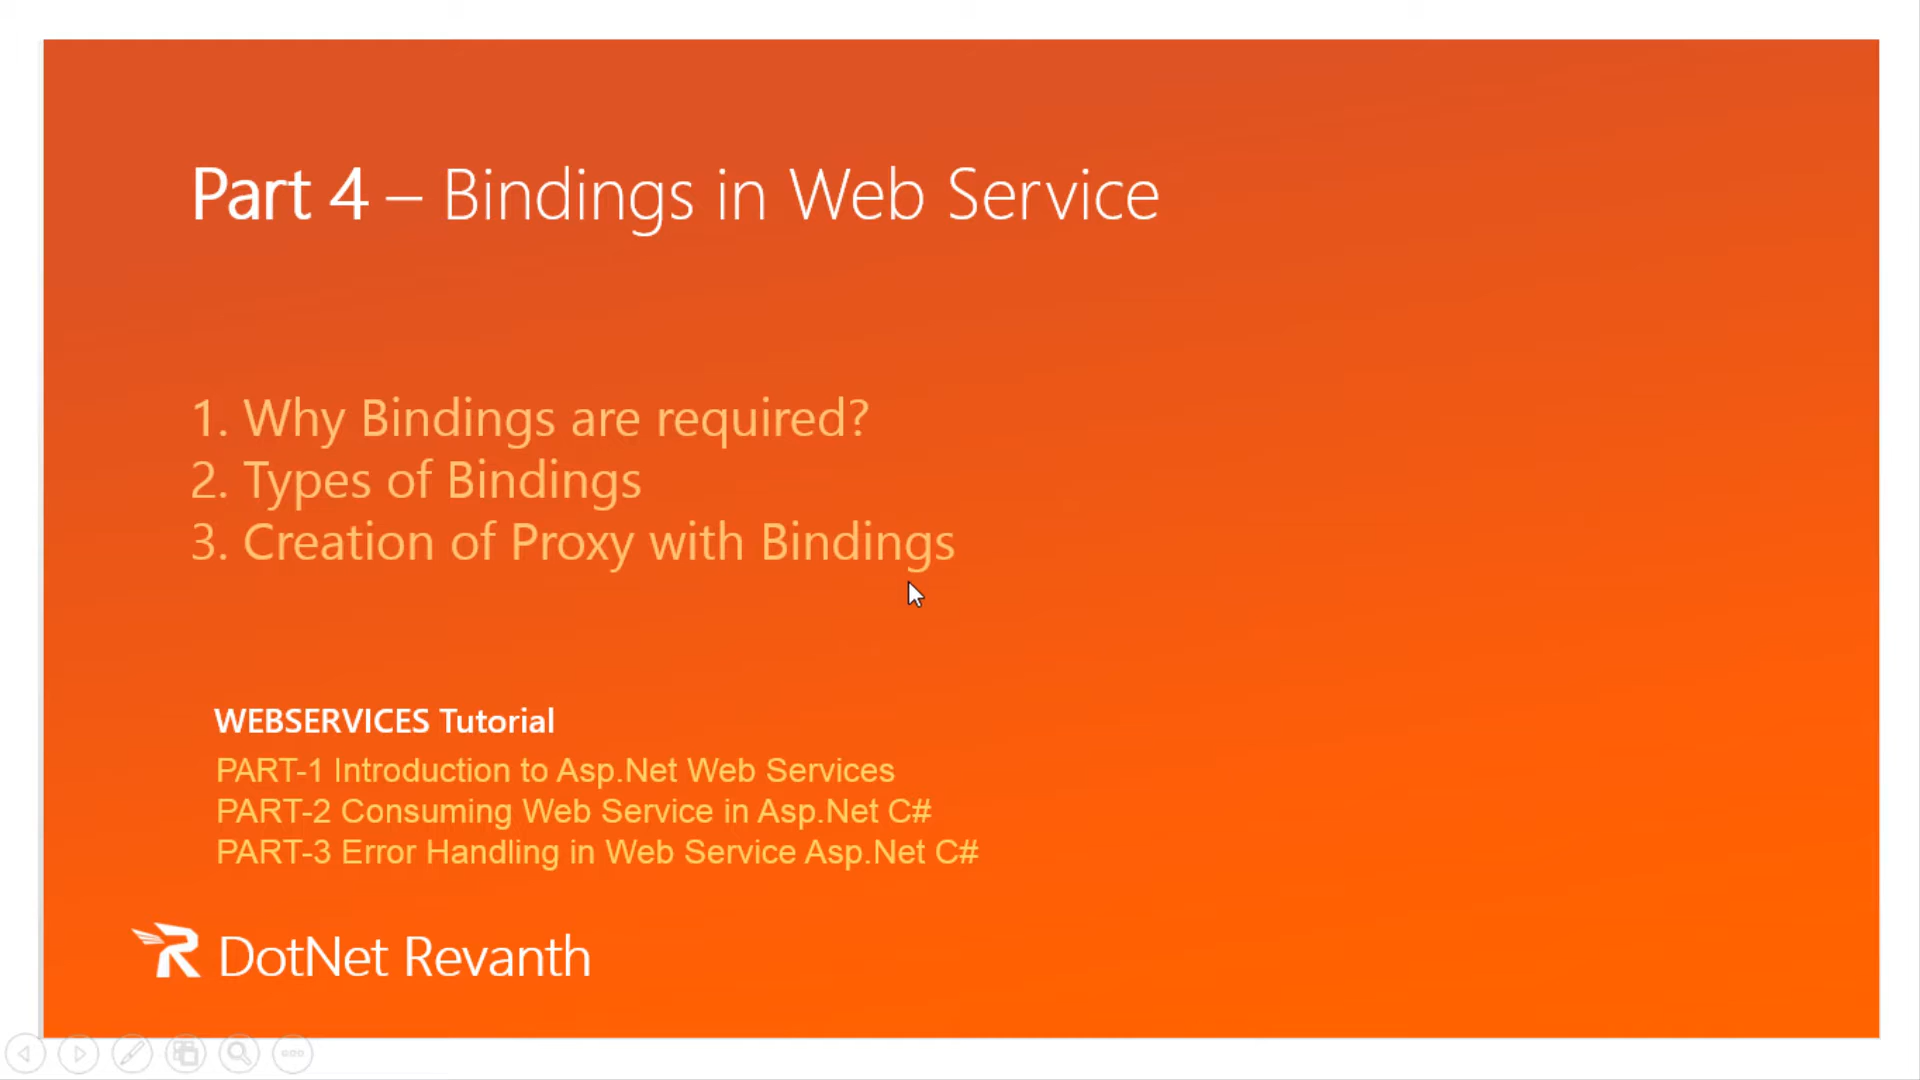 Part 4 – Bindings in Web Service
1. Why Bindings are required?
2. Types of Bindings
3. Creation of Proxy with Bindings
WEBSERVICES Tutorial
PART-1 Introduction to Asp.Net Web Services
PART-2 Consuming Web Service in Asp.Net C#
PART-3 Error Handling in Web Service Asp.Net C#
DotNet Revanth